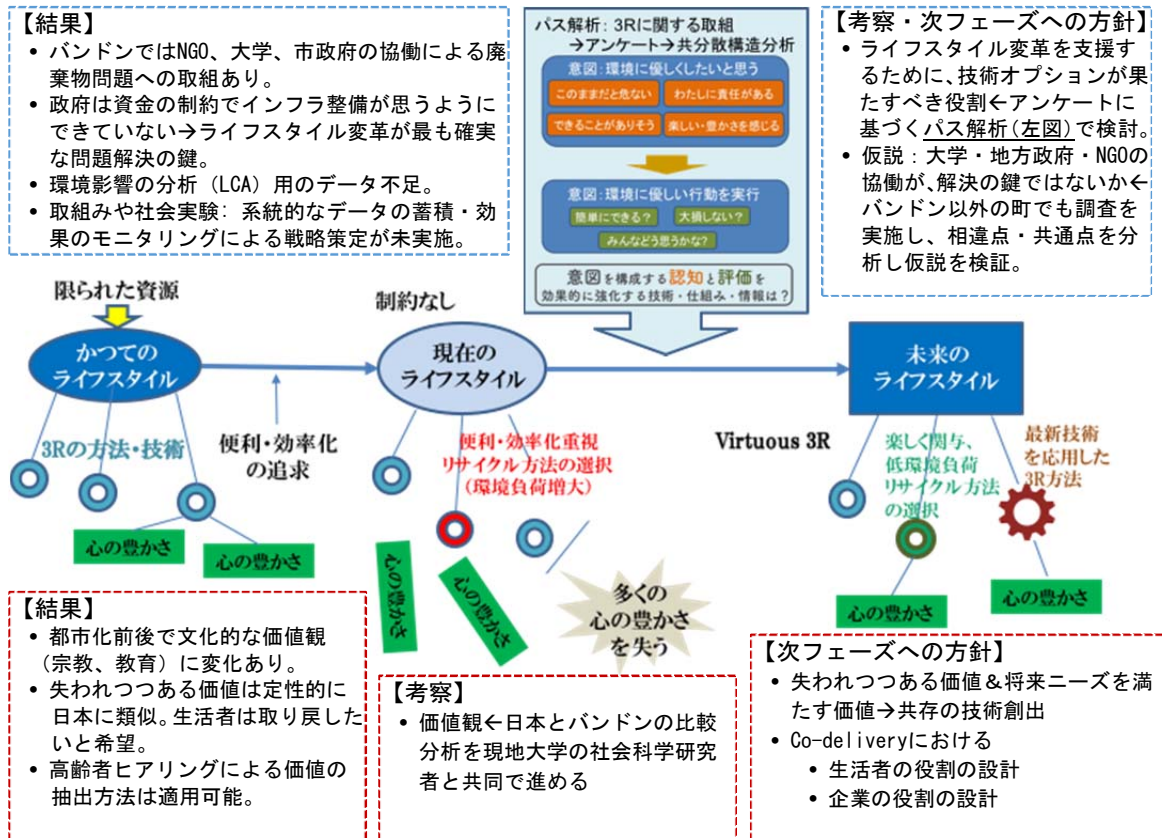 【結果】
• バンドンではNGO、大学、市政府の協働による廃
棄物問題への取組あり。
• 政府は資金の制約でインフラ整備が思うように
できていない→ライフスタイル変革が最も確実
な問題解決の鍵。
• 環境影響の分析（LCA）用のデータ不足。
• 取組みや社会実験: 系統的なデータの蓄積・効
果のモニタリングによる戦略策定が未実施。
パス解析：3Rに関する取組
→アンケート→共分散構造分析
意図：環境に優しくしたいと思う
このままだと危ない
わたしに責任がある
できることがありそう
楽しい・豊かさを感じる
意図：環境に優しい行動を実行
簡単にできる？
大損しない？
みんなどう思うかな？
意図を構成する認知と評価を
効果的に強化する技術・仕組み・情報は？
【考察・次フェーズへの方針】
• ライフスタイル変革を支援す
るために、技術オプションが果
たすべき役割←アンケートに
基づくパス解析(左図)で検討。
• 仮説：大学・地方政府・NGOの
協働が、解決の鍵ではないか←
バンドン以外の町でも調査を
実施し、相違点・共通点を分
析し仮説を検証。
限られた資源
かつての
ライフスタイル
3Rの方法・技術
便利・効率化
の追求
心の豊かさ
心の豊かさ
制約なし
現在の
ライフスタイル
便利・効率化重視
リサイクル方法の選択
(環境負荷増大)
心の豊かさ
心の豊かさ
多くの
心の豊かさ
を失う
未来の
ライフスタイル
Virtuous 3R
楽しく関与、
低環境負荷
リサイクル方法
の選択
最新技術
を応用した
3R方法
心の豊かさ
心の豊かさ
【結果】
• 都市化前後で文化的な価値観
（宗教、教育）に変化あり。
• 失われつつある価値は定性的に
日本に類似。生活者は取り戻した
いと希望。
• 高齢者ヒアリングによる価値の
抽出方法は適用可能。
【考察】
• 価値観←日本とバンドンの比較
分析を現地大学の社会科学研究
者と共同で進める
【次フェーズへの方針】
• 失われつつある価値＆将来ニーズを満
たす価値→共存の技術創出
• Co-deliveryにおける
• 生活者の役割の設計
• 企業の役割の設計